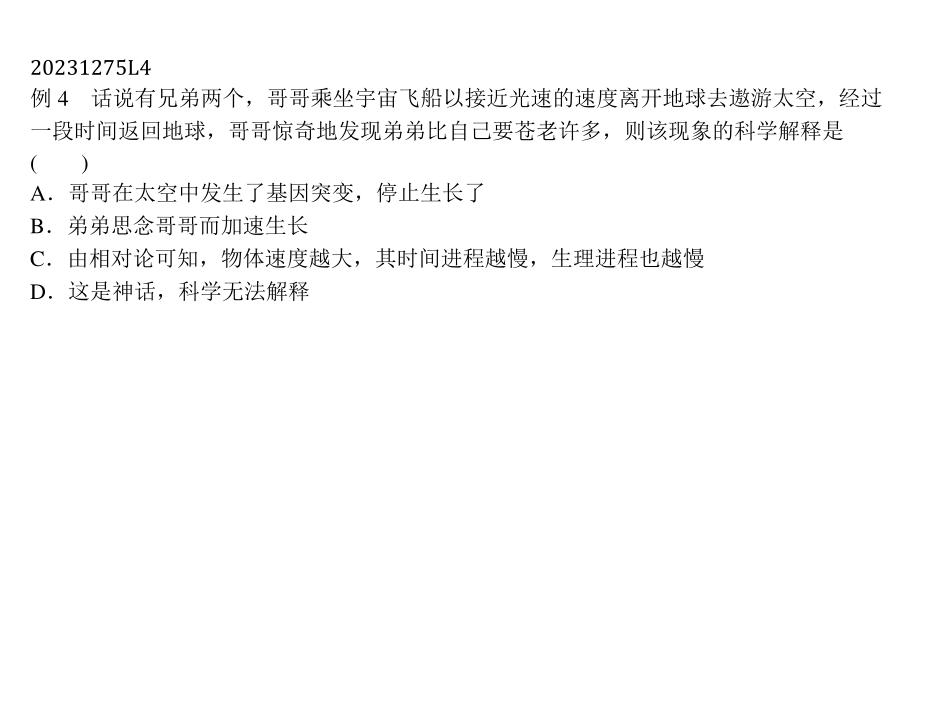 20231275L4
例 4　话说有兄弟两个，哥哥乘坐宇宙飞船以接近光速的速度离开地球去遨游太空，经过
一段时间返回地球，哥哥惊奇地发现弟弟比自己要苍老许多，则该现象的科学解释是
(　　)
A．哥哥在太空中发生了基因突变，停止生长了
B．弟弟思念哥哥而加速生长
C．由相对论可知，物体速度越大，其时间进程越慢，生理进程也越慢
D．这是神话，科学无法解释